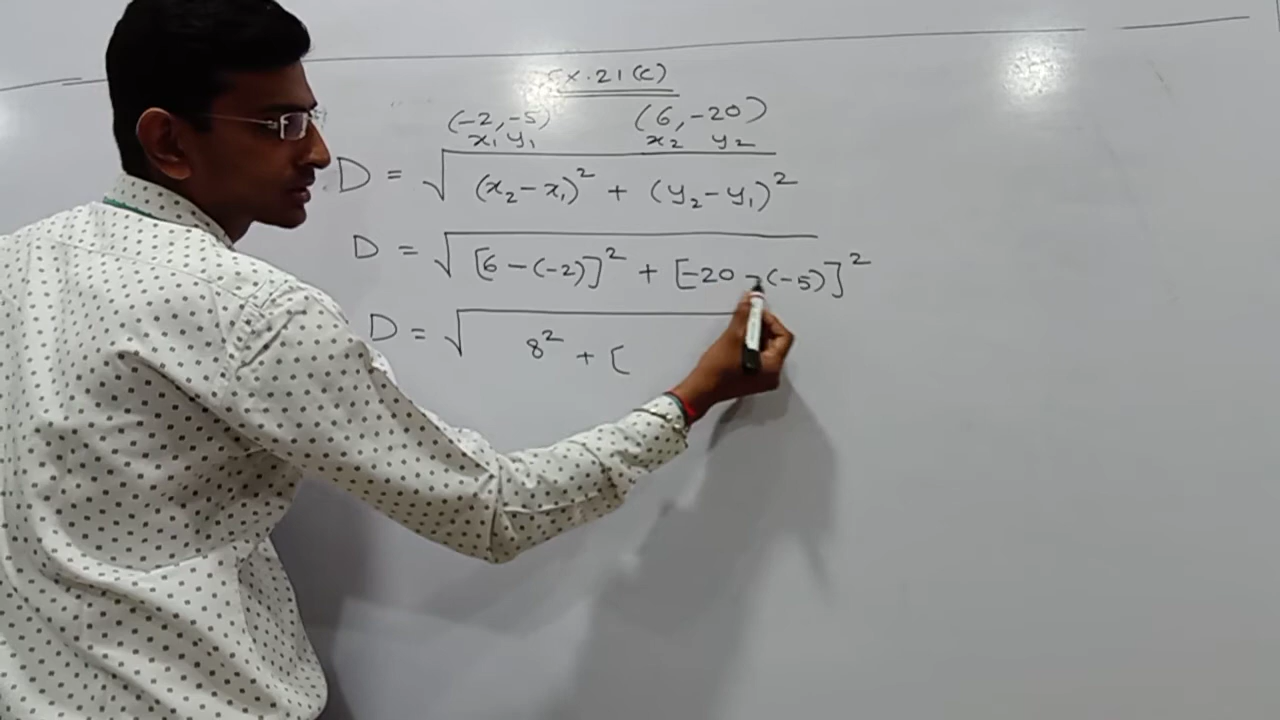 x.21(c)
(-2,-5) (6,-20)
x₁ y₁ x₂ y₂
D = √(x₂-x₁)² + (y₂-y₁)²
D = √[6-(-2)]² + [-20-(-5)]²
D = √8² + [